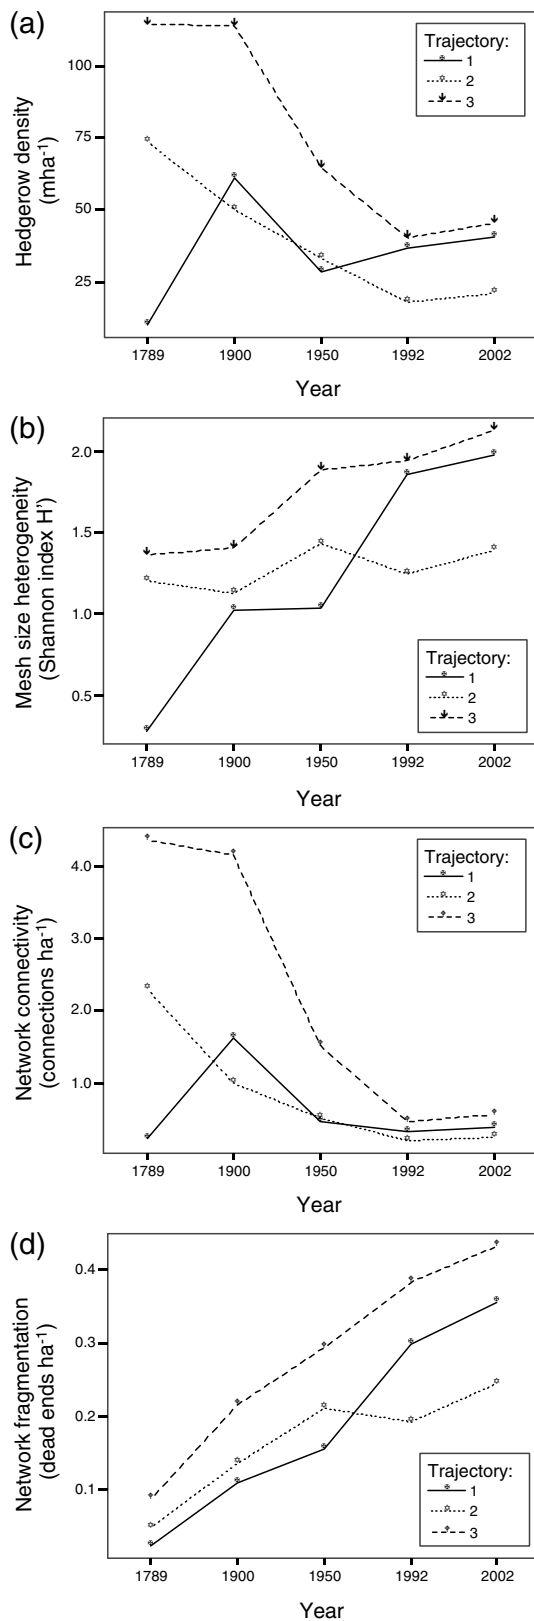 (a)
Hedgerow density
(mha⁻¹)
100
75
50
25
Trajectory:
1
2
3
1789 1900 1950 1992 2002
Year
(b)
Mesh size heterogeneity
(Shannon index H')
2.0
1.5
1.0
0.5
Trajectory:
1
2
3
1789 1900 1950 1992 2002
Year
(c)
Network connectivity
(connections ha⁻¹)
4.0
3.0
2.0
1.0
Trajectory:
1
2
3
1789 1900 1950 1992 2002
Year
(d)
Network fragmentation
(dead ends ha⁻¹)
0.4
0.3
0.2
0.1
Trajectory:
1
2
3
1789 1900 1950 1992 2002
Year